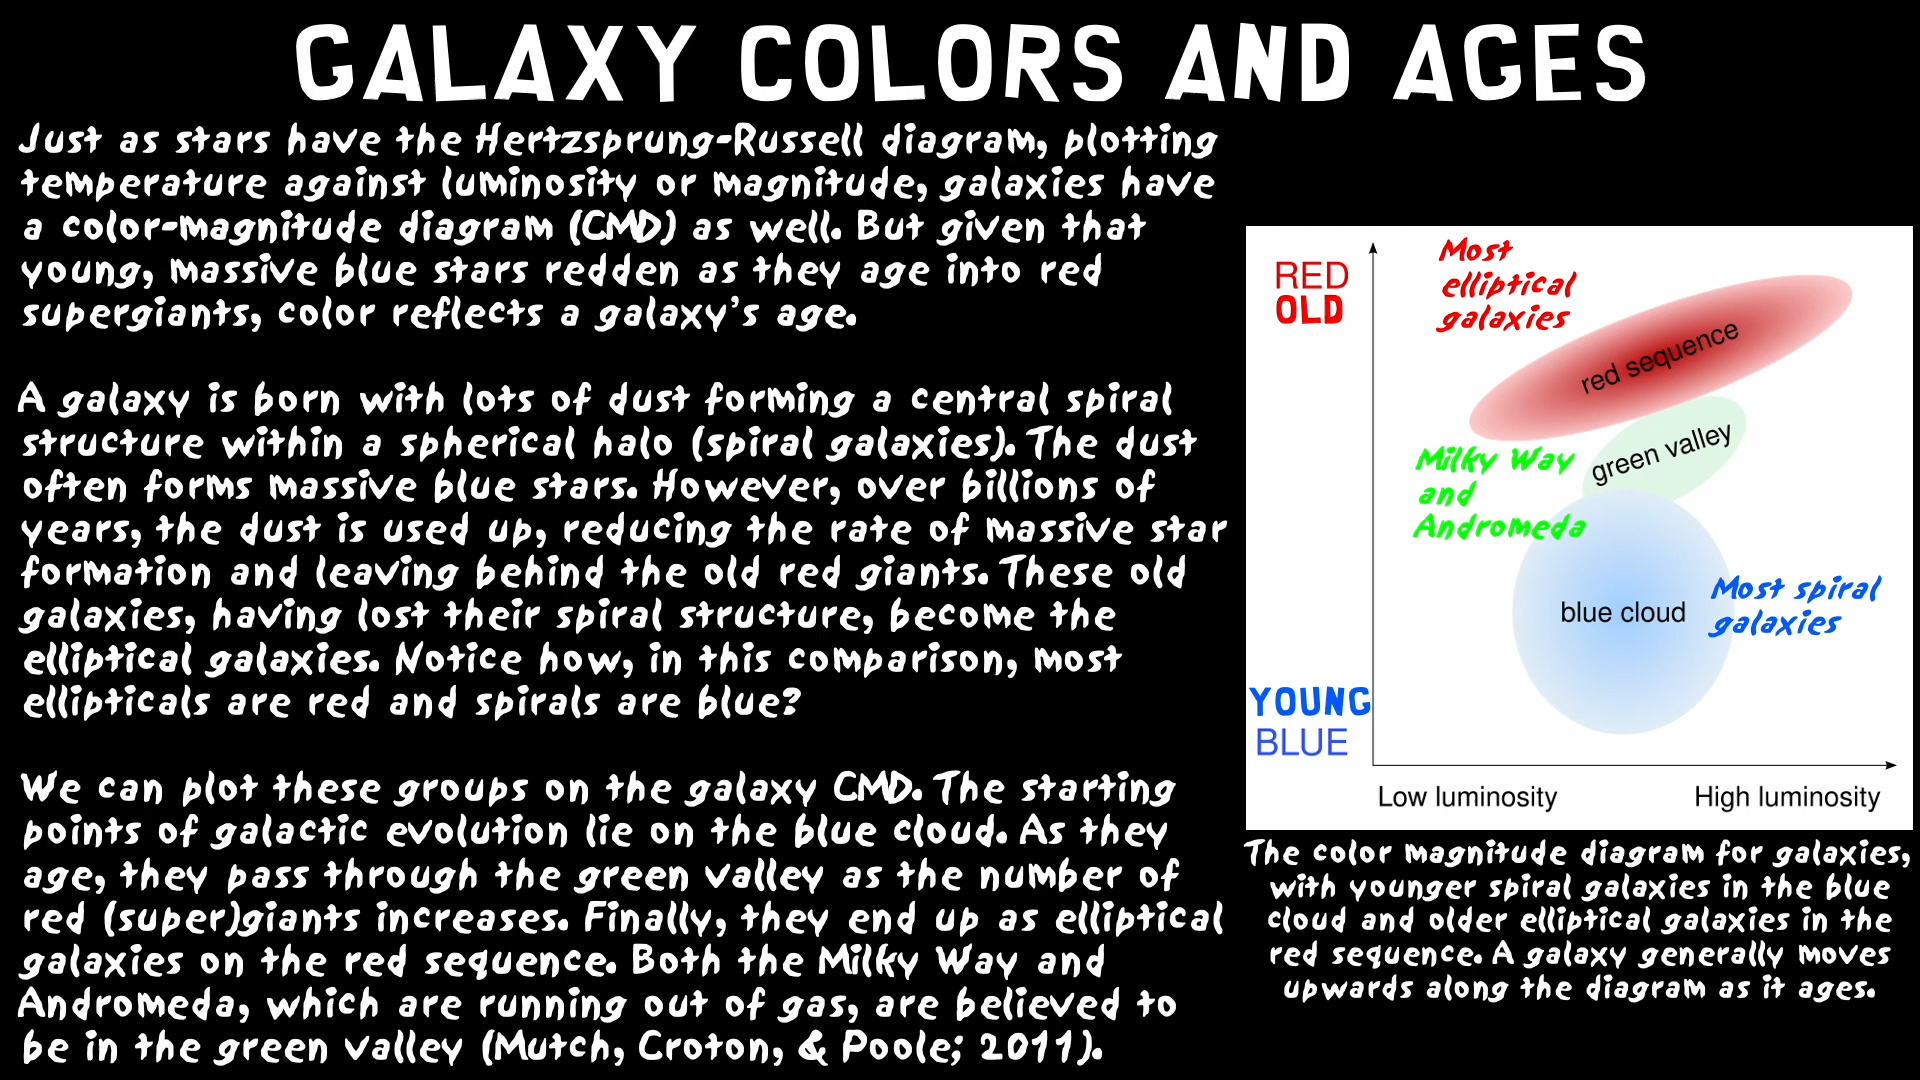 GALAXY COLORS AND AGES
Just as stars have the Hertzsprung-Russell diagram, plotting
temperature against luminosity or magnitude, galaxies have
a color-magnitude diagram (CMD) as well. But given that
young, massive blue stars redden as they age into red
supergiants, color reflects a galaxy's age.
A galaxy is born with lots of dust forming a central spiral
structure within a spherical halo (spiral galaxies). The dust
often forms massive blue stars. However, over billions of
years, the dust is used up, reducing the rate of massive star
formation and leaving behind the old red giants. These old
galaxies, having lost their spiral structure, become the
elliptical galaxies. Notice how, in this comparison, most
ellipticals are red and spirals are blue?
We can plot these groups on the galaxy CMD. The starting
points of galactic evolution lie on the blue cloud. As they
age, they pass through the green valley as the number of
red (super)giants increases. Finally, they end up as elliptical
galaxies on the red sequence. Both the Milky Way and
Andromeda, which are running out of gas, are believed to
be in the green valley (Mutch, Croton, & Poole; 2011).
RED
OLD
Most
elliptical
galaxies
red sequence
green valley
Milky Way
and
Andromeda
blue cloud
Most spiral
galaxies
YOUNG
BLUE
Low luminosity
High luminosity
The color magnitude diagram for galaxies,
with younger spiral galaxies in the blue
cloud and older elliptical galaxies in the
red sequence. A galaxy generally moves
upwards along the diagram as it ages.